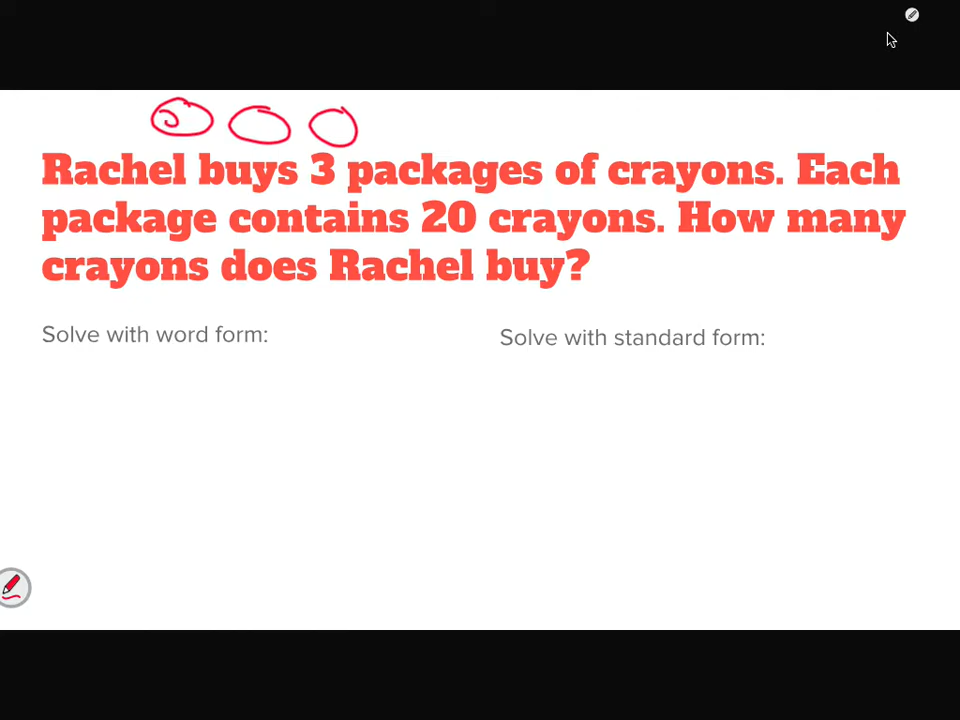 Rachel buys 3 packages of crayons. Each
package contains 20 crayons. How many
crayons does Rachel buy?
Solve with word form:
Solve with standard form: